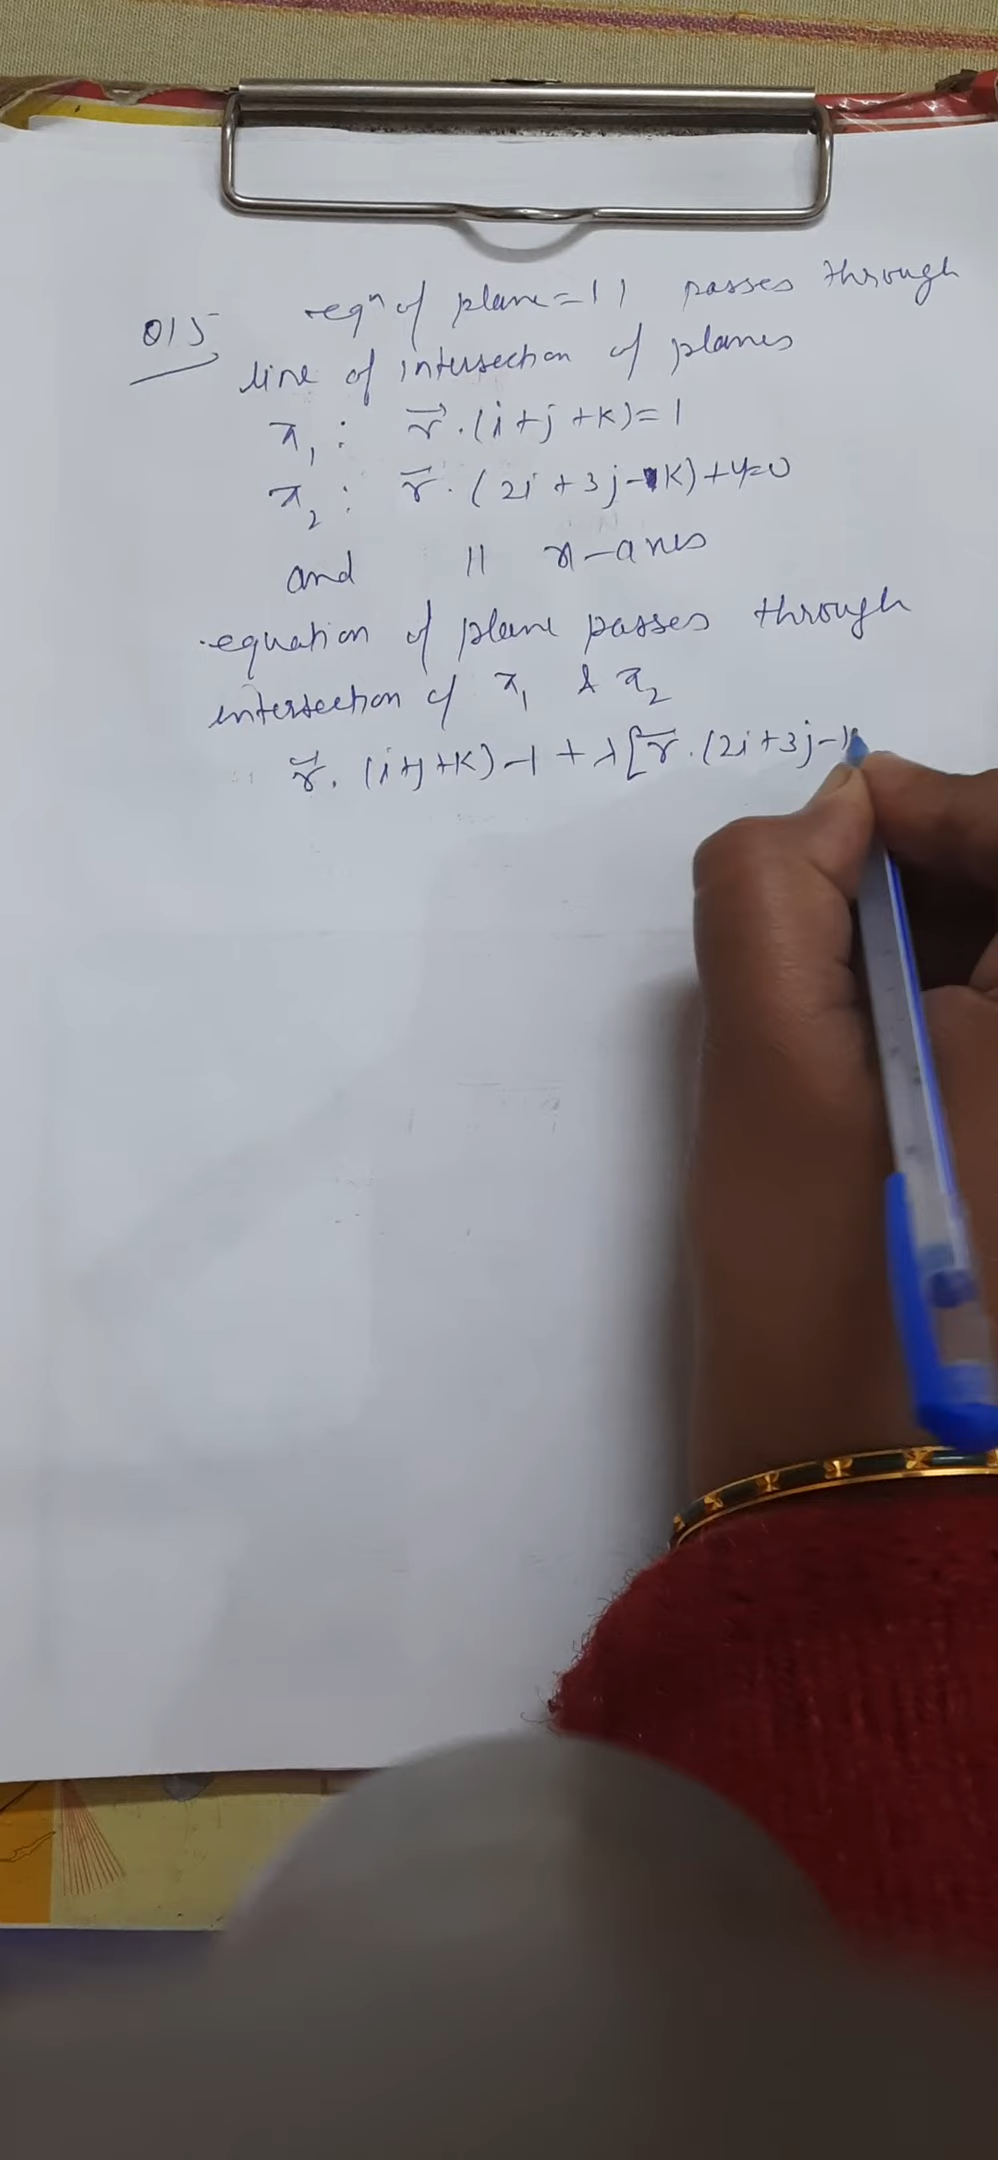 Q15 eqⁿ of plane = || passes through
line of intersection of planes
π₁ : r⃗ . (i + j + k) = 1
π₂ : r⃗ . (2i + 3j - k) + 4 = 0
and || x-axes
equation of plane passes through
intersection of π₁ & π₂
r⃗ . (i + j + k) - 1 + λ[r⃗ . (2i + 3j - k